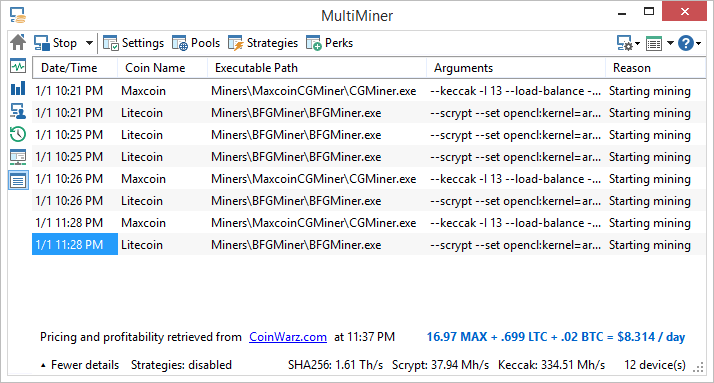 MultiMiner
Stop Settings Pools Strategies Perks
Date/Time Coin Name Executable Path Arguments Reason
1/1 10:21 PM Maxcoin Miners\MaxcoinCGMiner\CGMiner.exe --keccak -I 13 --load-balance -... Starting mining
1/1 10:21 PM Litecoin Miners\BFGMiner\BFGMiner.exe --scrypt --set opencl:kernel=ar... Starting mining
1/1 10:25 PM Litecoin Miners\BFGMiner\BFGMiner.exe --scrypt --set opencl:kernel=ar... Starting mining
1/1 10:25 PM Litecoin Miners\BFGMiner\BFGMiner.exe --scrypt --set opencl:kernel=ar... Starting mining
1/1 10:26 PM Maxcoin Miners\MaxcoinCGMiner\CGMiner.exe --keccak -I 13 --load-balance -... Starting mining
1/1 10:26 PM Litecoin Miners\BFGMiner\BFGMiner.exe --scrypt --set opencl:kernel=ar... Starting mining
1/1 11:28 PM Maxcoin Miners\MaxcoinCGMiner\CGMiner.exe --keccak -I 13 --load-balance -... Starting mining
1/1 11:28 PM Litecoin Miners\BFGMiner\BFGMiner.exe --scrypt --set opencl:kernel=ar... Starting mining
Pricing and profitability retrieved from CoinWarz.com at 11:37 PM 16.97 MAX + .699 LTC + .02 BTC = $8.314 / day
Fewer details Strategies: disabled SHA256: 1.61 Th/s Scrypt: 37.94 Mh/s Keccak: 334.51 Mh/s 12 device(s)